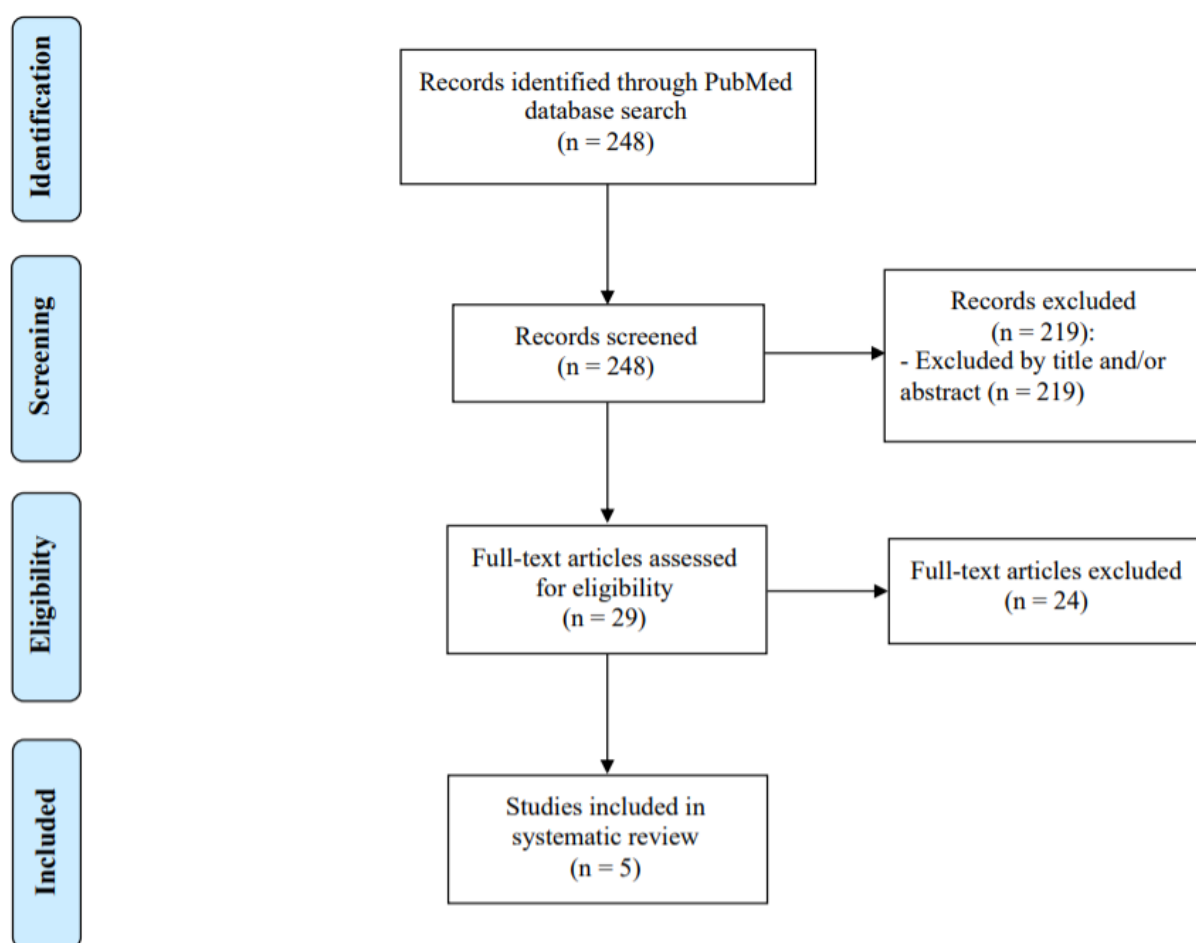 Identification
Records identified through PubMed
database search
(n = 248)
Screening
Records screened
(n = 248)
Records excluded
(n = 219):
- Excluded by title and/or
abstract (n = 219)
Eligibility
Full-text articles assessed
for eligibility
(n = 29)
Full-text articles excluded
(n = 24)
Included
Studies included in
systematic review
(n = 5)